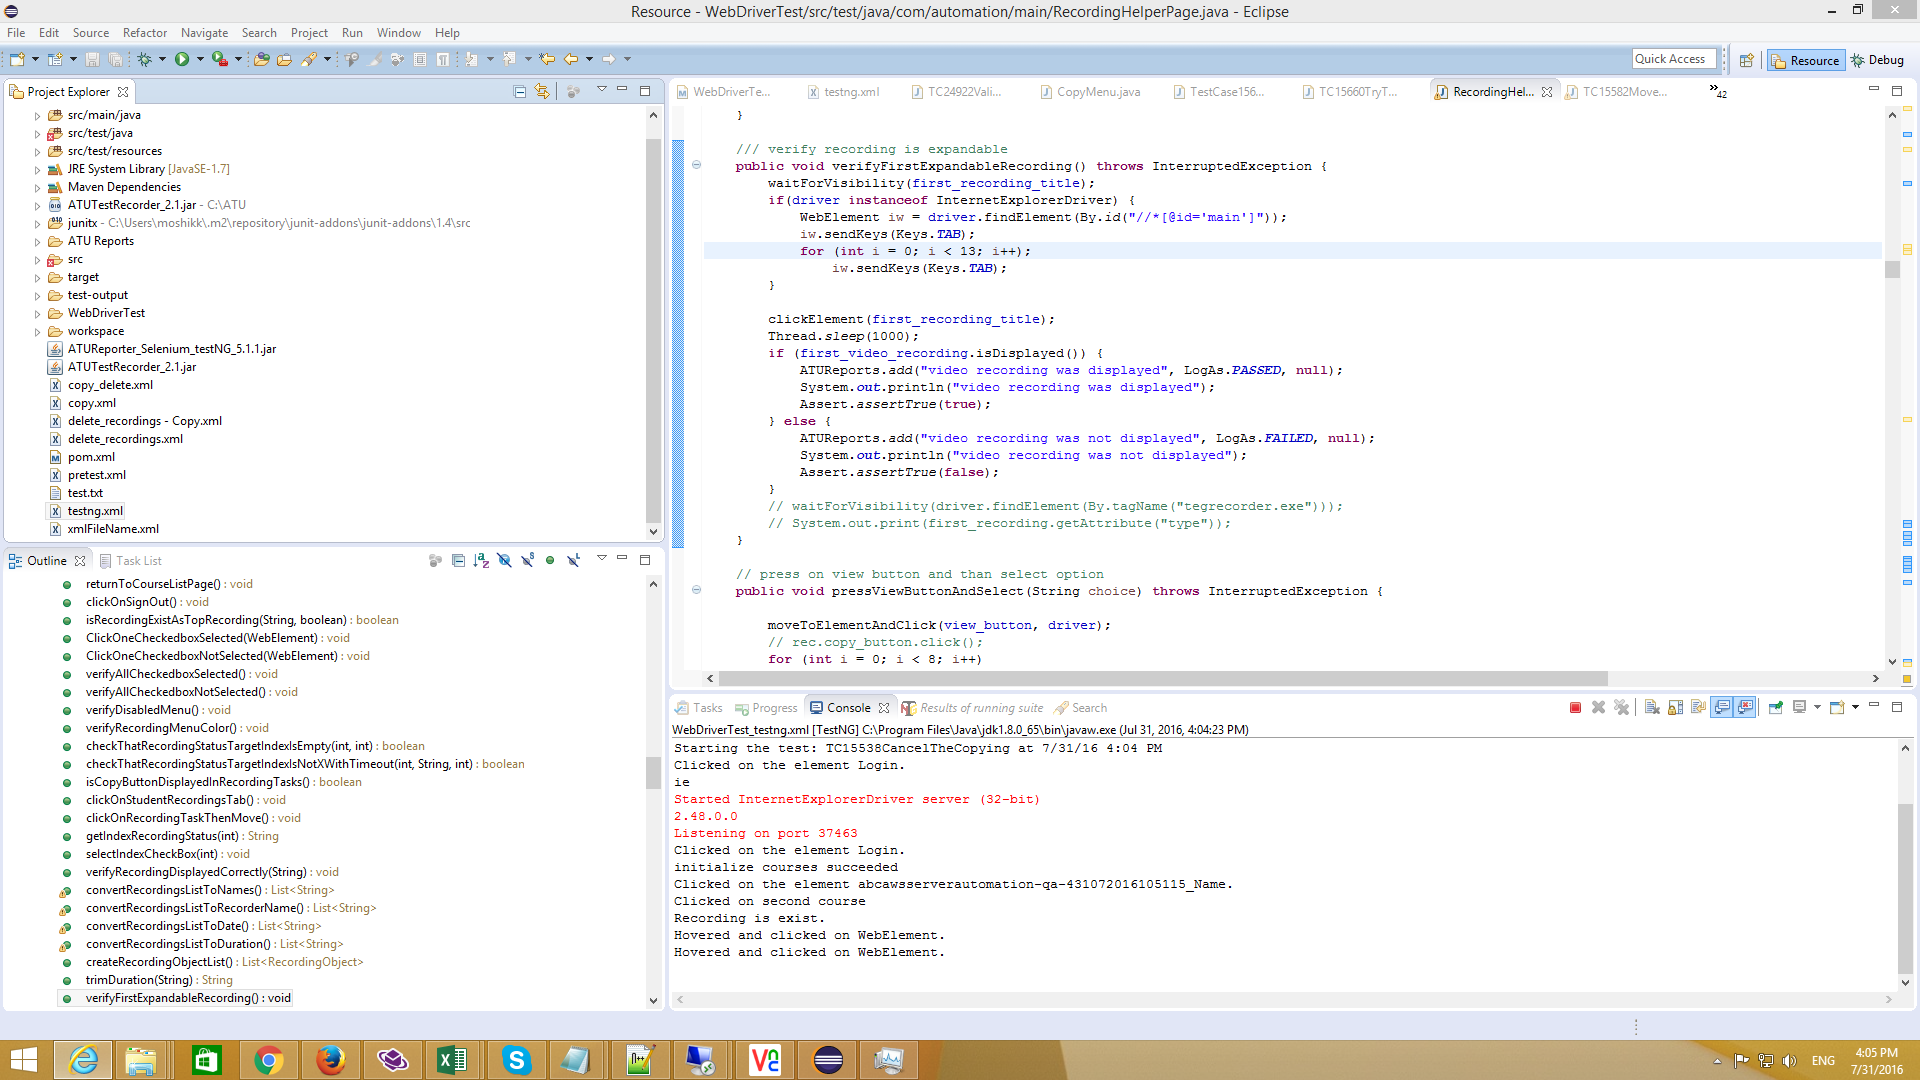 Resource - WebDriverTest/src/test/java/com/automation/main/RecordingHelperPage.java - Eclipse
File Edit Source Refactor Navigate Search Project Run Window Help
Quick Access Resource Debug
Project Explorer
src/main/java
src/test/java
src/test/resources
JRE System Library [JavaSE-1.7]
Maven Dependencies
ATUTestRecorder_2.1.jar - C:\ATU
junitx - C:\Users\moshikk\.m2\repository\junit-addons\junit-addons\1.4\src
ATU Reports
src
target
test-output
WebDriverTest
workspace
ATUReporter_Selenium_testNG_5.1.1.jar
ATUTestRecorder_2.1.jar
copy_delete.xml
copy.xml
delete_recordings - Copy.xml
delete_recordings.xml
pom.xml
pretest.xml
test.txt
testng.xml
xmlFileName.xml
Outline Task List
returnToCourseListPage() : void
clickOnSignOut() : void
isRecordingExistAsTopRecording(String, boolean) : boolean
ClickOneCheckedboxSelected(WebElement) : void
ClickOneCheckedboxNotSelected(WebElement) : void
verifyAllCheckedboxSelected() : void
verifyAllCheckedboxNotSelected() : void
verifyDisabledMenu() : void
verifyRecordingMenuColor() : void
checkThatRecordingStatusTargetIndexIsEmpty(int, int) : boolean
checkThatRecordingStatusTargetIndexIsNotXWithTimeout(int, String, int) : boolean
isCopyButtonDisplayedInRecordingTasks() : boolean
clickOnStudentRecordingsTab() : void
clickOnRecordingTaskThenMove() : void
getIndexRecordingStatus(int) : String
selectIndexCheckBox(int) : void
verifyRecordingDisplayedCorrectly(String) : void
convertRecordingsListToNames() : List<String>
convertRecordingsListToRecorderName() : List<String>
convertRecordingsListToDate() : List<String>
convertRecordingsListToDuration() : List<String>
createRecordingObjectList() : List<RecordingObject>
trimDuration(String) : String
verifyFirstExpandableRecording() : void
WebDriverTe... testng.xml TC24922Vali... CopyMenu.java TestCase156... TC15660TryT... RecordingHel... TC15582Move... »42
}
/// verify recording is expandable
public void verifyFirstExpandableRecording() throws InterruptedException {
waitForVisibility(first_recording_title);
if(driver instanceof InternetExplorerDriver) {
WebElement iw = driver.findElement(By.id("//*[@id='main']"));
iw.sendKeys(Keys.TAB);
for (int i = 0; i < 13; i++);
iw.sendKeys(Keys.TAB);
}
clickElement(first_recording_title);
Thread.sleep(1000);
if (first_video_recording.isDisplayed()) {
ATUReports.add("video recording was displayed", LogAs.PASSED, null);
System.out.println("video recording was displayed");
Assert.assertTrue(true);
} else {
ATUReports.add("video recording was not displayed", LogAs.FAILED, null);
System.out.println("video recording was not displayed");
Assert.assertTrue(false);
}
// waitForVisibility(driver.findElement(By.tagName("tegrecorder.exe")));
// System.out.print(first_recording.getAttribute("type"));
}
// press on view button and than select option
public void pressViewButtonAndSelect(String choice) throws InterruptedException {
moveToElementAndClick(view_button, driver);
// rec.copy_button.click();
for (int i = 0; i < 8; i++)
Tasks Progress Console Results of running suite Search
WebDriverTest_testng.xml [TestNG] C:\Program Files\Java\jdk1.8.0_65\bin\javaw.exe (Jul 31, 2016, 4:04:23 PM)
Starting the test: TC15538CancelTheCopying at 7/31/16 4:04 PM
Clicked on the element Login.
ie
Started InternetExplorerDriver server (32-bit)
2.48.0.0
Listening on port 37463
Clicked on the element Login.
initialize courses succeeded
Clicked on the element abcawsserverautomation-qa-431072016105115_Name.
Clicked on second course
Recording is exist.
Hovered and clicked on WebElement.
Hovered and clicked on WebElement.
ENG
4:05 PM
7/31/2016